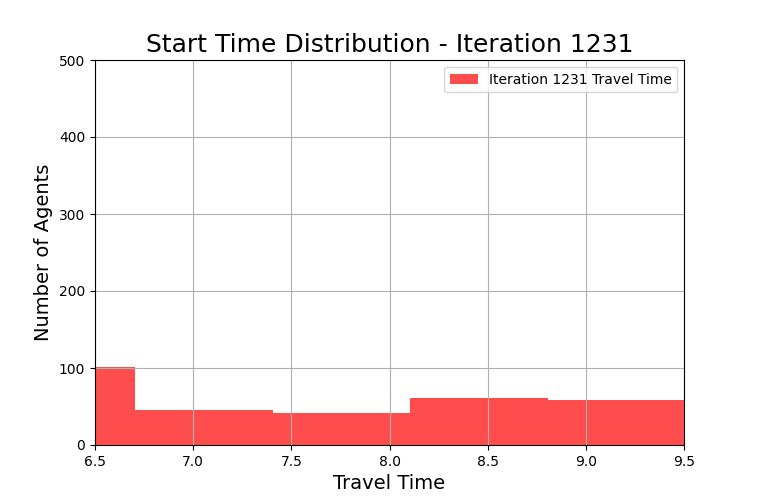 Start Time Distribution - Iteration 1231
Iteration 1231 Travel Time
Number of Agents
500
400
300
200
100
0
6.5 7.0 7.5 8.0 8.5 9.0 9.5
Travel Time